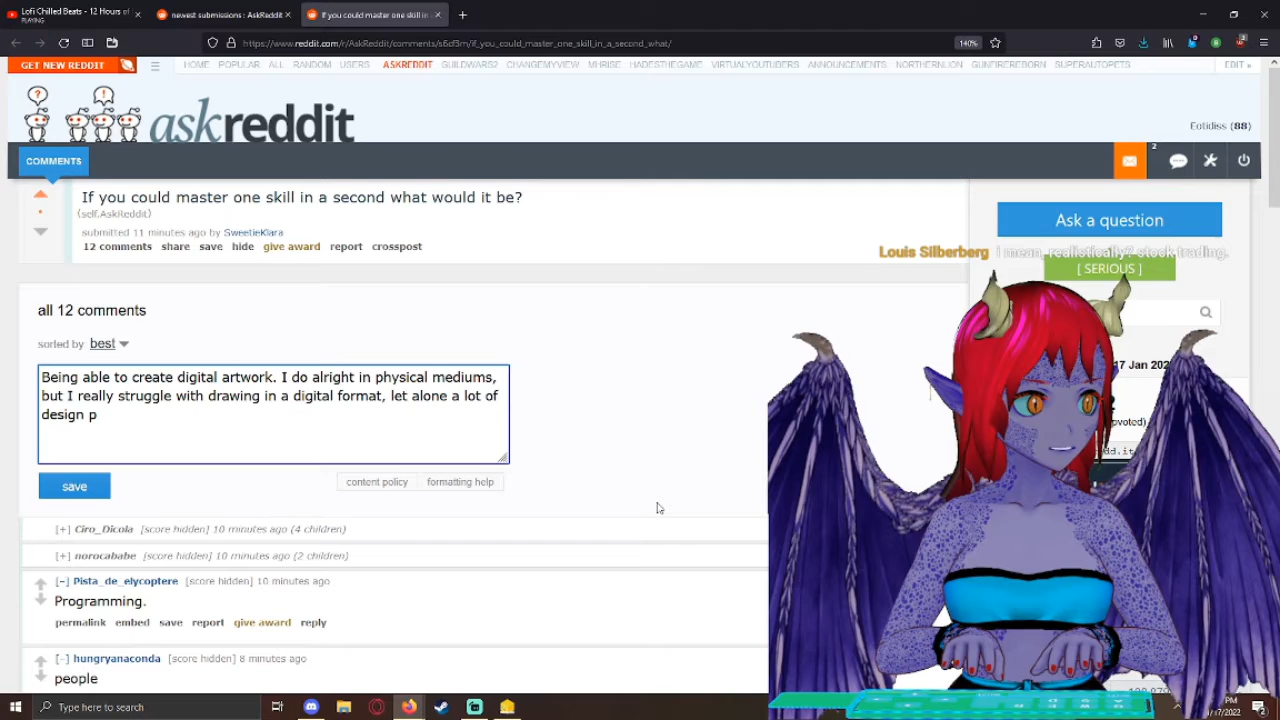 Lofi Chilled Beats - 12 Hours of
PLAYING
newest submissions : AskReddit
If you could master one skill in
https://www.reddit.com/r/AskReddit/comments/s6cf3m/if_you_could_master_one_skill_in_a_second_what/
140%
GET NEW REDDIT
HOME POPULAR ALL RANDOM USERS ASKREDDIT GUILDWARS2 CHANGEMYVIEW MHRISE HADESTHEGAME VIRTUALYOUTUBERS ANNOUNCEMENTS NORTHERNLION GUNFIREREBORN SUPERAUTOPETS
EDIT »
askreddit
Eotidiss (88)
COMMENTS
2
If you could master one skill in a second what would it be?
(self.AskReddit)
submitted 11 minutes ago by SweetieKlara
12 comments share save hide give award report crosspost
Ask a question
Louis Silberberg i mean, realistically? stock trading.
[ SERIOUS ]
all 12 comments
sorted by best
Being able to create digital artwork. I do alright in physical mediums,
but I really struggle with drawing in a digital format, let alone a lot of
design p
save
content policy
formatting help
[+] Ciro_Dicola [score hidden] 10 minutes ago (4 children)
[+] norocababe [score hidden] 10 minutes ago (2 children)
[–] Pista_de_elycoptere [score hidden] 10 minutes ago
Programming.
permalink embed save report give award reply
[–] hungryanaconda [score hidden] 8 minutes ago
people
Type here to search